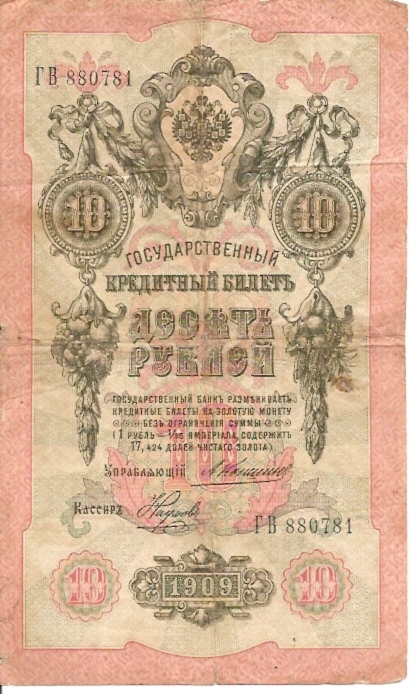 ГВ 880781
10 10
ГОСУДАРСТВЕННЫЙ
КРЕДИТНЫЙ БИЛЕТЪ
ДЕСЯТЬ
РУБЛЕЙ
ГОСУДАРСТВЕННЫЙ БАНКЪ РАЗМѢНИВАЕТЪ
КРЕДИТНЫЕ БИЛЕТЫ НА ЗОЛОТУЮ МОНЕТУ
БЕЗЪ ОГРАНИЧЕНІЯ СУММЫ
(1 РУБЛЬ = 1/15 ИМПЕРІАЛА, СОДЕРЖИТЪ
17,424 ДОЛЕЙ ЧИСТАГО ЗОЛОТА)
УПРАВЛЯЮЩІЙ
КАССИРЪ
ГВ 880781
10 1909 10